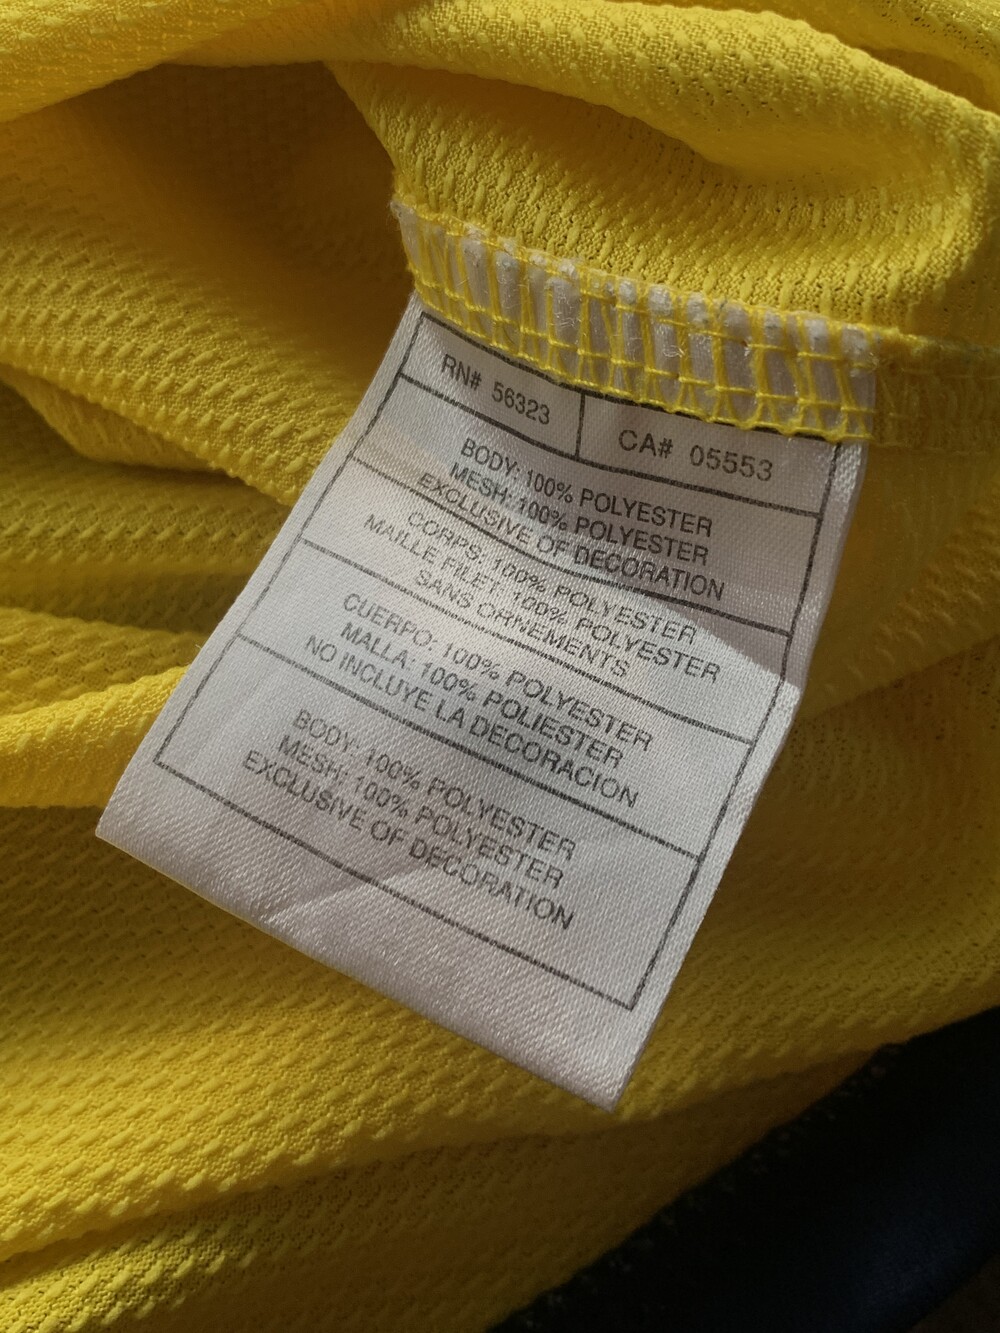 RN# 56323
CA# 05553
BODY: 100% POLYESTER
MESH: 100% POLYESTER
EXCLUSIVE OF DECORATION
CORPS: 100% POLYESTER
MAILLE FILET: 100% POLYESTER
SANS ORNEMENTS
CUERPO: 100% POLYESTER
MALLA: 100% POLIESTER
NO INCLUYE LA DECORACION
BODY: 100% POLYESTER
MESH: 100% POLYESTER
EXCLUSIVE OF DECORATION